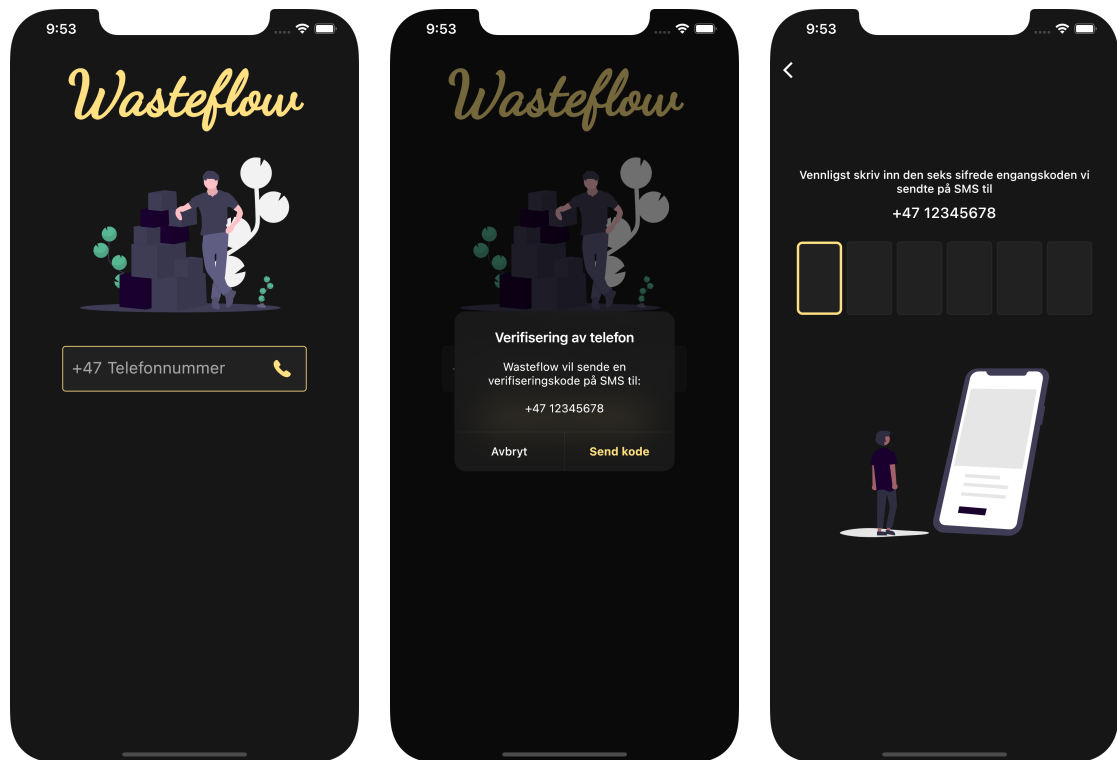 9:53
Wasteflow
+47 Telefonnummer
9:53
Wasteflow
Verifisering av telefon
Wasteflow vil sende en
verifiseringskode på SMS til:
+47 12345678
Avbryt
Send kode
9:53
Vennligst skriv inn den seks sifrede engangskoden vi
sendte på SMS til
+47 12345678